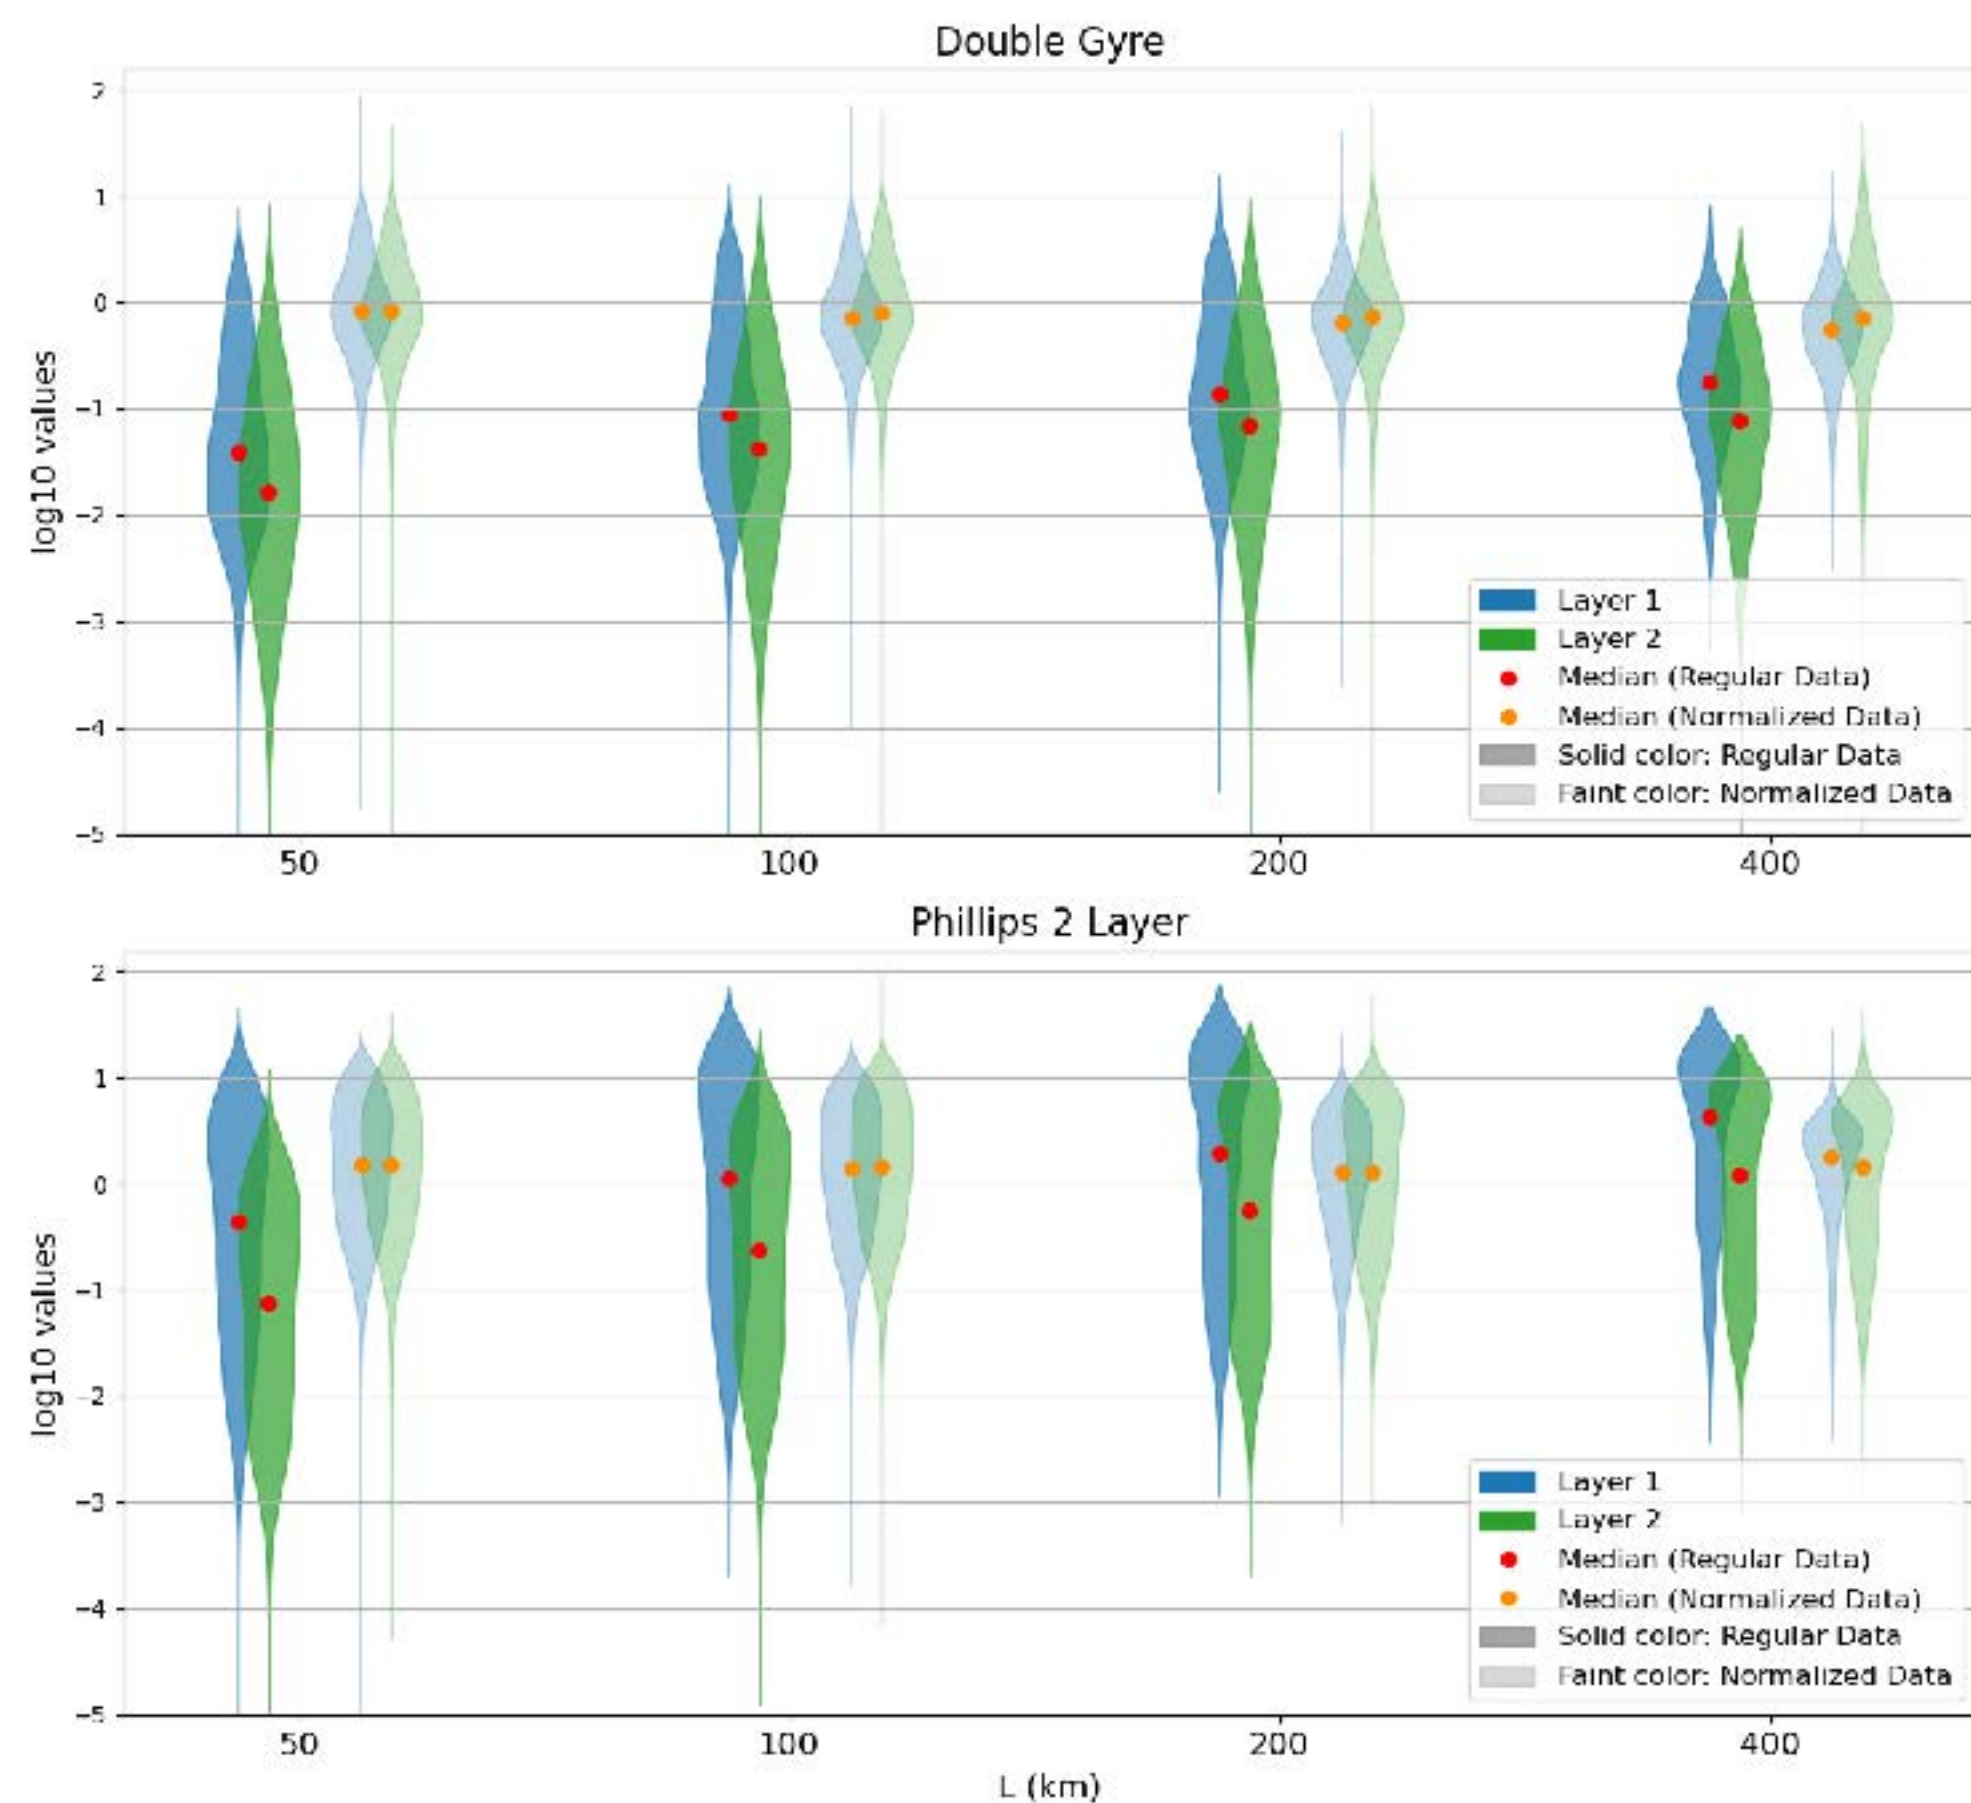 Double Gyre
2
1
0
−1
−2
−3
−4
−5
log10 values
50 100 200 400
Layer 1
Layer 2
Median (Regular Data)
Median (Normalized Data)
Solid color: Regular Data
Faint color: Normalized Data
Phillips 2 Layer
2
1
0
−1
−2
−3
−4
−5
log10 values
50 100 200 400
L (km)
Layer 1
Layer 2
Median (Regular Data)
Median (Normalized Data)
Solid color: Regular Data
Faint color: Normalized Data